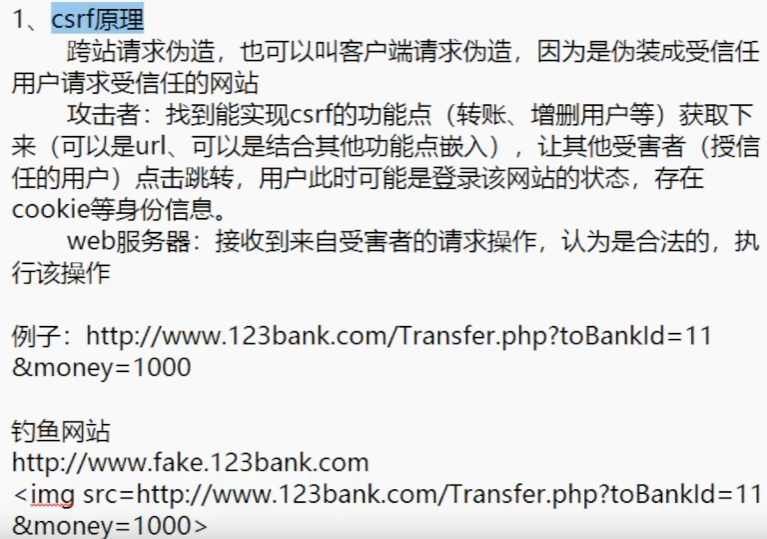 1、csrf原理
跨站请求伪造，也可以叫客户端请求伪造，因为是伪装成受信任
用户请求受信任的网站
攻击者：找到能实现csrf的功能点（转账、增删用户等）获取下
来（可以是url、可以是结合其他功能点嵌入），让其他受害者（授信
任的用户）点击跳转，用户此时可能是登录该网站的状态，存在
cookie等身份信息。
web服务器：接收到来自受害者的请求操作，认为是合法的，执
行该操作
例子：http://www.123bank.com/Transfer.php?toBankId=11
&money=1000
钓鱼网站
http://www.fake.123bank.com
<img src=http://www.123bank.com/Transfer.php?toBankId=11
&money=1000>